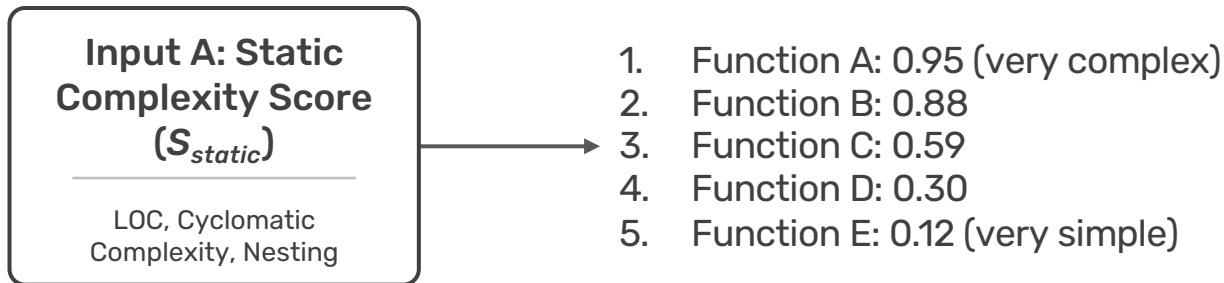 Input A: Static
Complexity Score
(S_static)
LOC, Cyclomatic
Complexity, Nesting
1. Function A: 0.95 (very complex)
2. Function B: 0.88
3. Function C: 0.59
4. Function D: 0.30
5. Function E: 0.12 (very simple)